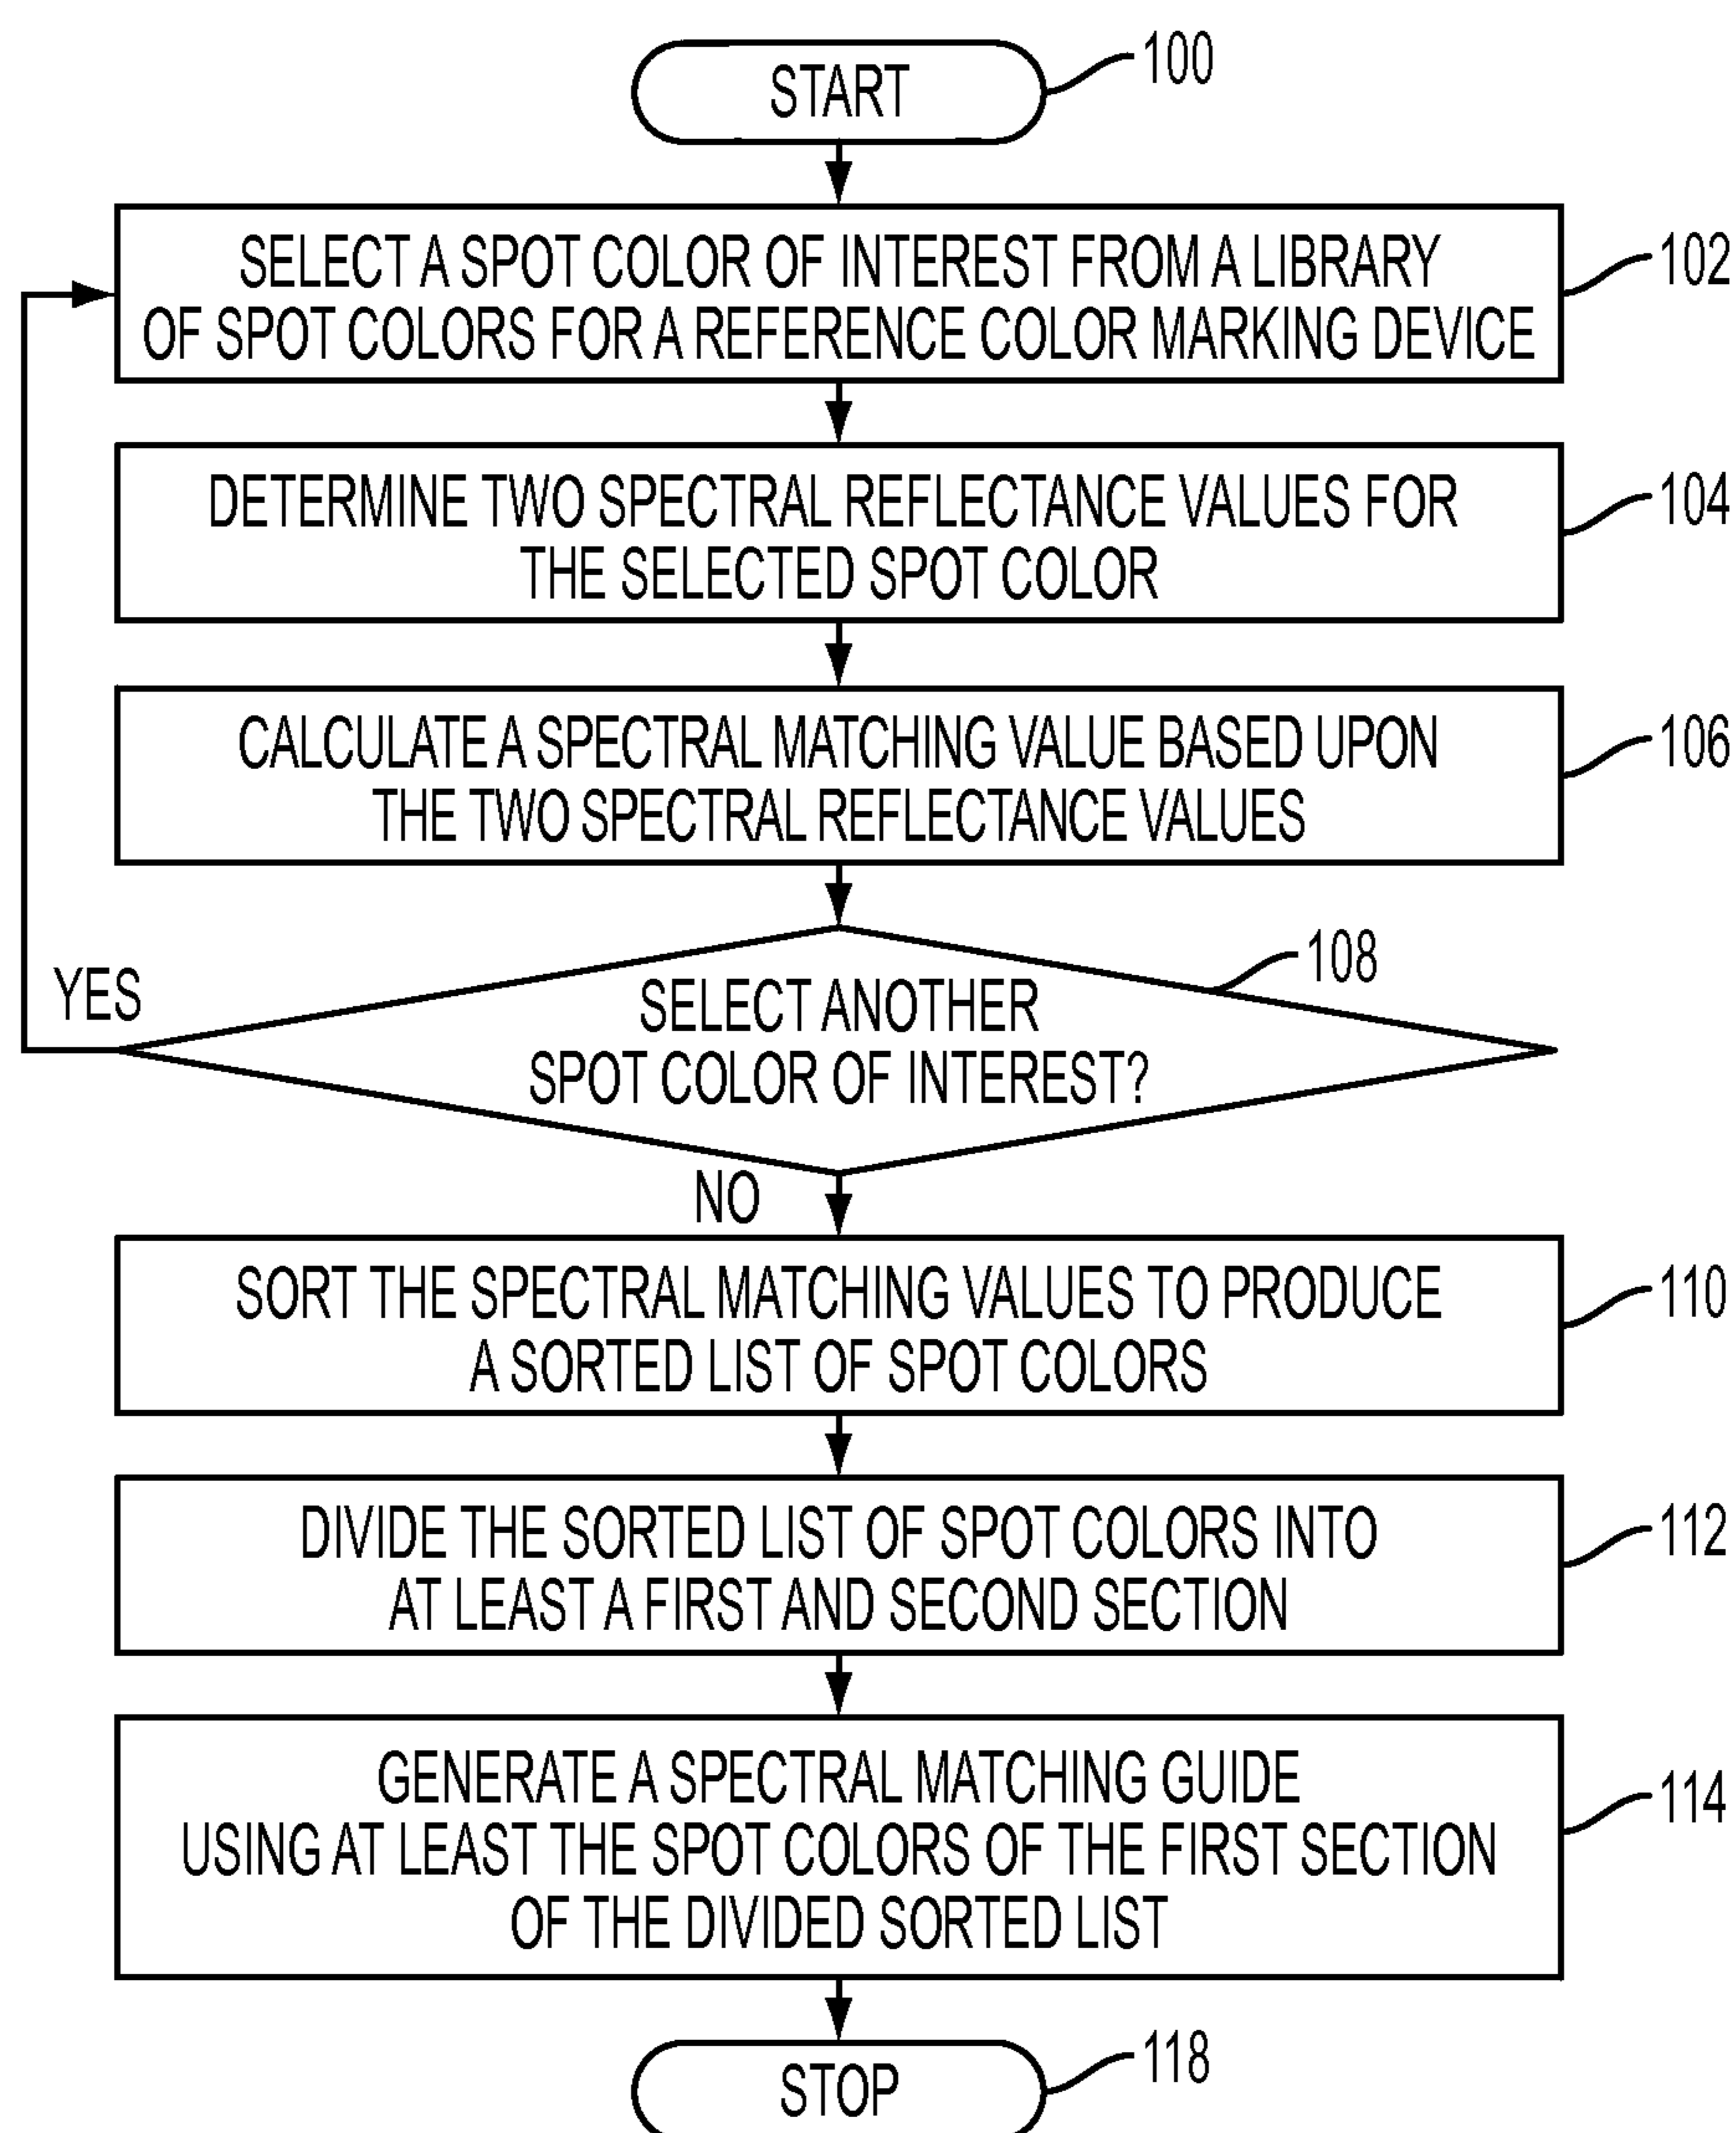 START
100
SELECT A SPOT COLOR OF INTEREST FROM A LIBRARY
OF SPOT COLORS FOR A REFERENCE COLOR MARKING DEVICE
102
DETERMINE TWO SPECTRAL REFLECTANCE VALUES FOR
THE SELECTED SPOT COLOR
104
CALCULATE A SPECTRAL MATCHING VALUE BASED UPON
THE TWO SPECTRAL REFLECTANCE VALUES
106
YES
SELECT ANOTHER
SPOT COLOR OF INTEREST?
108
NO
SORT THE SPECTRAL MATCHING VALUES TO PRODUCE
A SORTED LIST OF SPOT COLORS
110
DIVIDE THE SORTED LIST OF SPOT COLORS INTO
AT LEAST A FIRST AND SECOND SECTION
112
GENERATE A SPECTRAL MATCHING GUIDE
USING AT LEAST THE SPOT COLORS OF THE FIRST SECTION
OF THE DIVIDED SORTED LIST
114
STOP
118